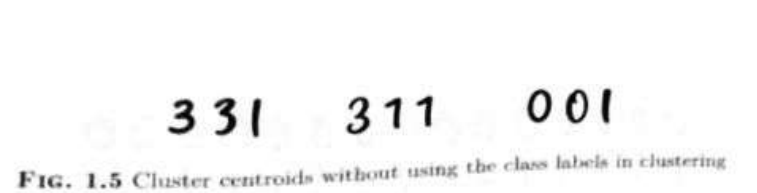 331 311 001
FIG. 1.5 Cluster centroids without using the class labels in clustering